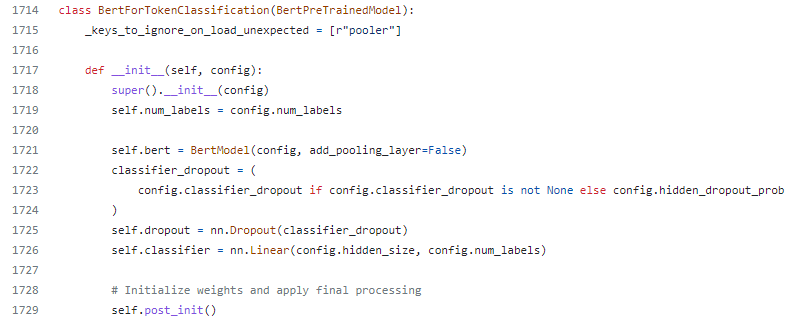 1714 class BertForTokenClassification(BertPreTrainedModel):
1715     _keys_to_ignore_on_load_unexpected = [r"pooler"]
1716
1717     def __init__(self, config):
1718         super().__init__(config)
1719         self.num_labels = config.num_labels
1720
1721         self.bert = BertModel(config, add_pooling_layer=False)
1722         classifier_dropout = (
1723             config.classifier_dropout if config.classifier_dropout is not None else config.hidden_dropout_prob
1724         )
1725         self.dropout = nn.Dropout(classifier_dropout)
1726         self.classifier = nn.Linear(config.hidden_size, config.num_labels)
1727
1728         # Initialize weights and apply final processing
1729         self.post_init()